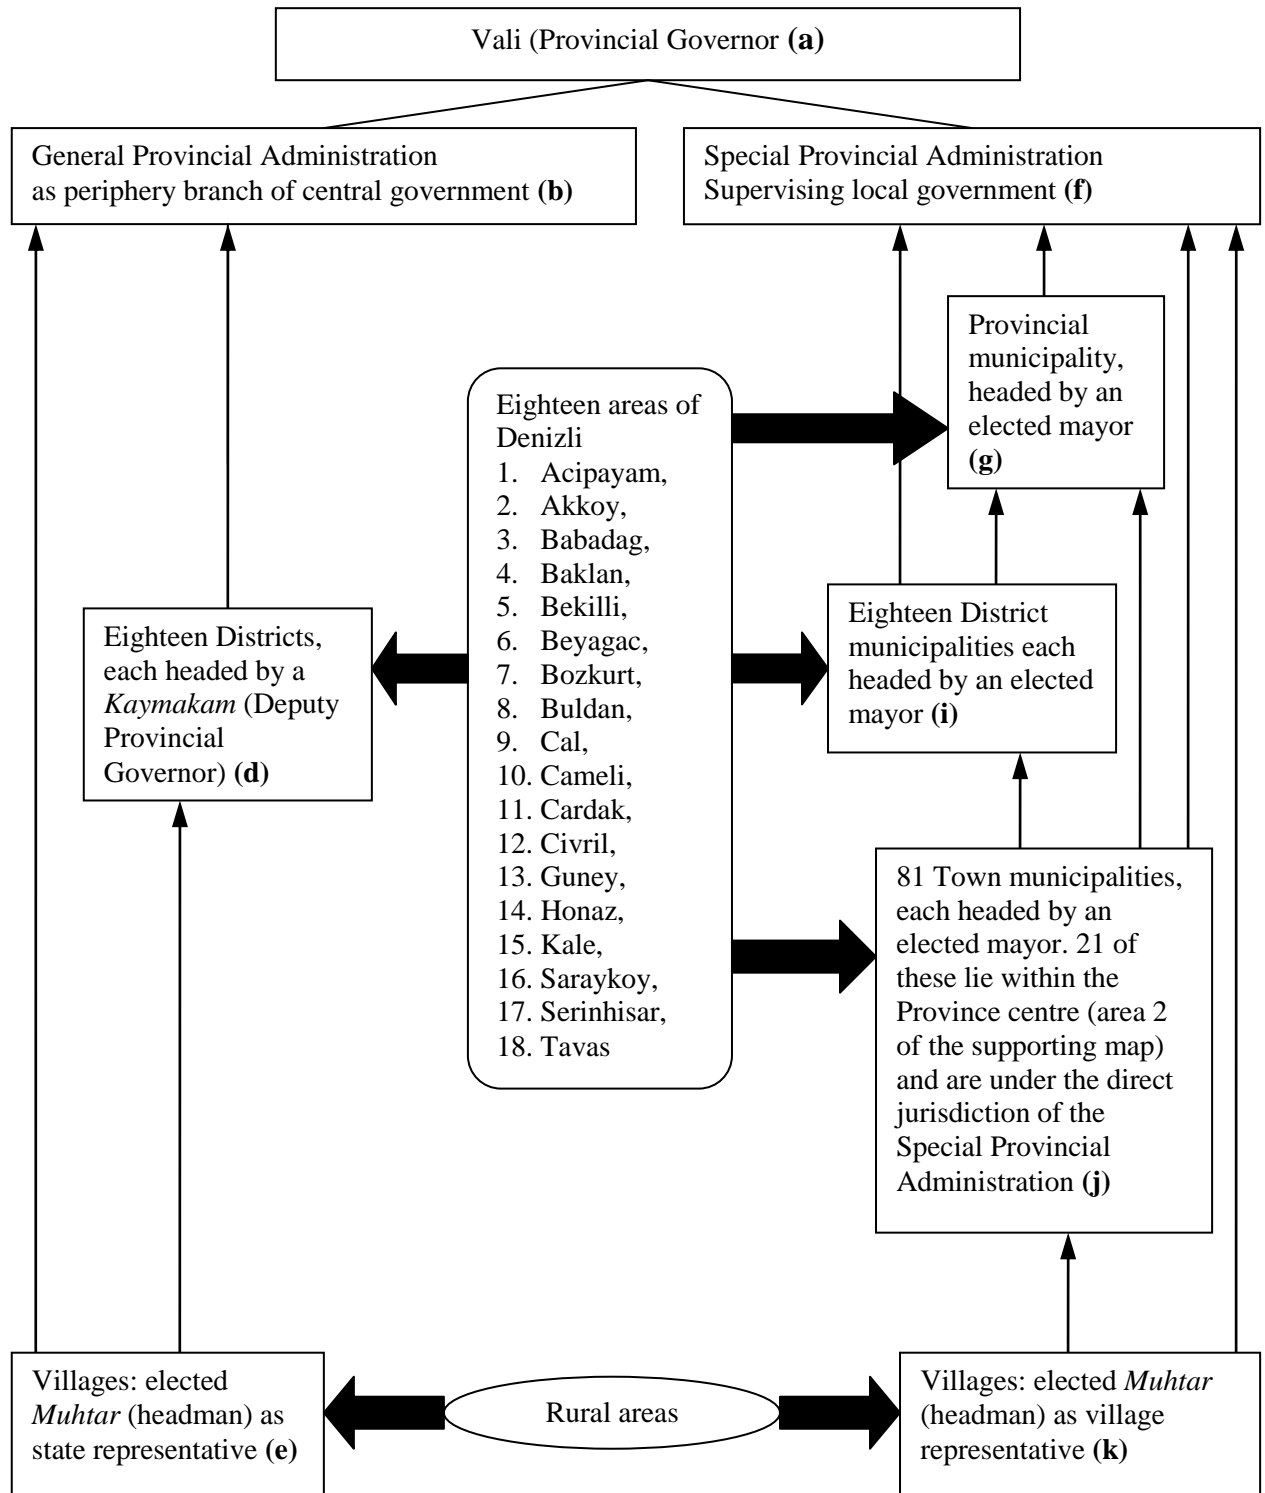 Vali (Provincial Governor (a)
General Provincial Administration
as periphery branch of central government (b)
Special Provincial Administration
Supervising local government (f)
Provincial
municipality,
headed by an
elected mayor
(g)
Eighteen areas of
Denizli
1. Acipayam,
2. Akkoy,
3. Babadag,
4. Baklan,
5. Bekilli,
6. Beyagac,
7. Bozkurt,
8. Buldan,
9. Cal,
10. Cameli,
11. Cardak,
12. Civril,
13. Guney,
14. Honaz,
15. Kale,
16. Saraykoy,
17. Serinhisar,
18. Tavas
Eighteen Districts,
each headed by a
Kaymakam (Deputy
Provincial
Governor) (d)
Eighteen District
municipalities each
headed by an elected
mayor (i)
81 Town municipalities,
each headed by an
elected mayor. 21 of
these lie within the
Province centre (area 2
of the supporting map)
and are under the direct
jurisdiction of the
Special Provincial
Administration (j)
Villages: elected
Muhtar (headman) as
state representative (e)
Rural areas
Villages: elected Muhtar
(headman) as village
representative (k)